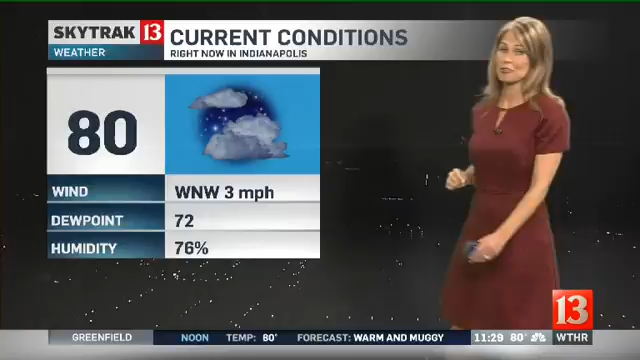 SKYTRAK 13
WEATHER
CURRENT CONDITIONS
RIGHT NOW IN INDIANAPOLIS
80
WIND WNW 3 mph
DEWPOINT 72
HUMIDITY 76%
13
GREENFIELD NOON TEMP: 80° FORECAST: WARM AND MUGGY 11:29 80° WTHR